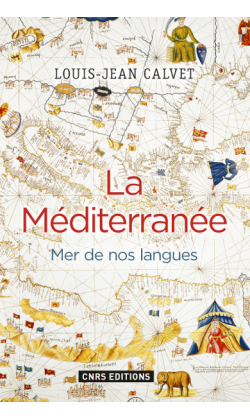 LOUIS-JEAN CALVET
La
Méditerranée
Mer de nos langues
CNRS EDITIONS